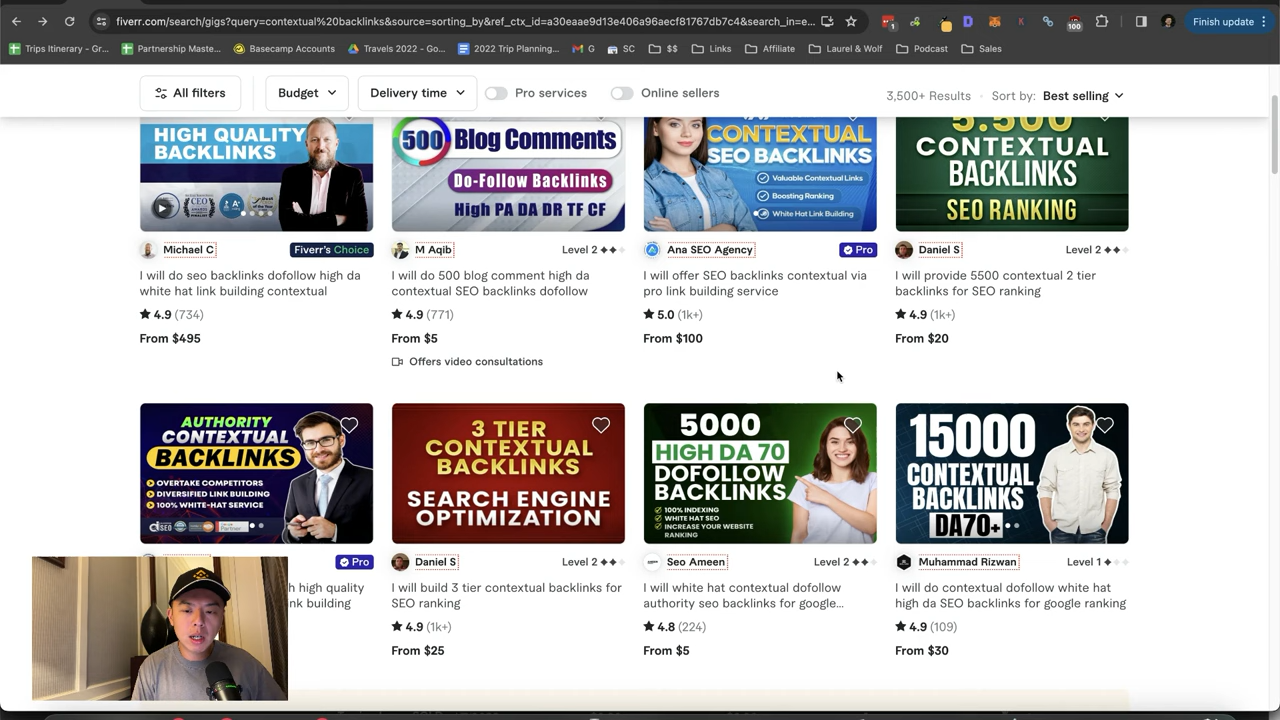 fiverr.com/search/gigs?query=contextual%20backlinks&source=sorting_by&ref_ctx_id=a30eaae9d13e406a96aecf81767db7c4&search_in=e...
1
100
Finish update
Trips Itinerary - Gr...
Partnership Maste...
Basecamp Accounts
Travels 2022 - Go...
2022 Trip Planning...
G
SC
$$
Links
Affiliate
Laurel & Wolf
Podcast
Sales
All filters
Budget
Delivery time
Pro services
Online sellers
3,500+ Results
Sort by: Best selling
HIGH QUALITY
BACKLINKS
500 Blog Comments
Do-Follow Backlinks
High PA DA DR TF CF
CONTEXTUAL
SEO BACKLINKS
Valuable Contextual Links
Boosting Ranking
White Hat Link Building
5.500
CONTEXTUAL
BACKLINKS
SEO RANKING
Michael C
Fiverr's Choice
M Aqib
Level 2
Ana SEO Agency
Pro
Daniel S
Level 2
I will do seo backlinks dofollow high da
white hat link building contextual
I will do 500 blog comment high da
contextual SEO backlinks dofollow
I will offer SEO backlinks contextual via
pro link building service
I will provide 5500 contextual 2 tier
backlinks for SEO ranking
4.9 (734)
4.9 (771)
5.0 (1k+)
4.9 (1k+)
From $495
From $5
From $100
From $20
Offers video consultations
AUTHORITY
CONTEXTUAL
BACKLINKS
OVERTAKE COMPETITORS
DIVERSIFIED LINK BUILDING
100% WHITE-HAT SERVICE
3 TIER
CONTEXTUAL
BACKLINKS
SEARCH ENGINE
OPTIMIZATION
5000
HIGH DA 70
DOFOLLOW
BACKLINKS
100% INDEXING
WHITE HAT SEO
INCREASE YOUR WEBSITE
RANKING
15000
CONTEXTUAL
BACKLINKS
DA70+
Pro
Daniel S
Level 2
Seo Ameen
Level 2
Muhammad Rizwan
Level 1
h high quality
nk building
I will build 3 tier contextual backlinks for
SEO ranking
I will white hat contextual dofollow
authority seo backlinks for google...
I will do contextual dofollow white hat
high da SEO backlinks for google ranking
4.9 (1k+)
4.8 (224)
4.9 (109)
From $25
From $5
From $30